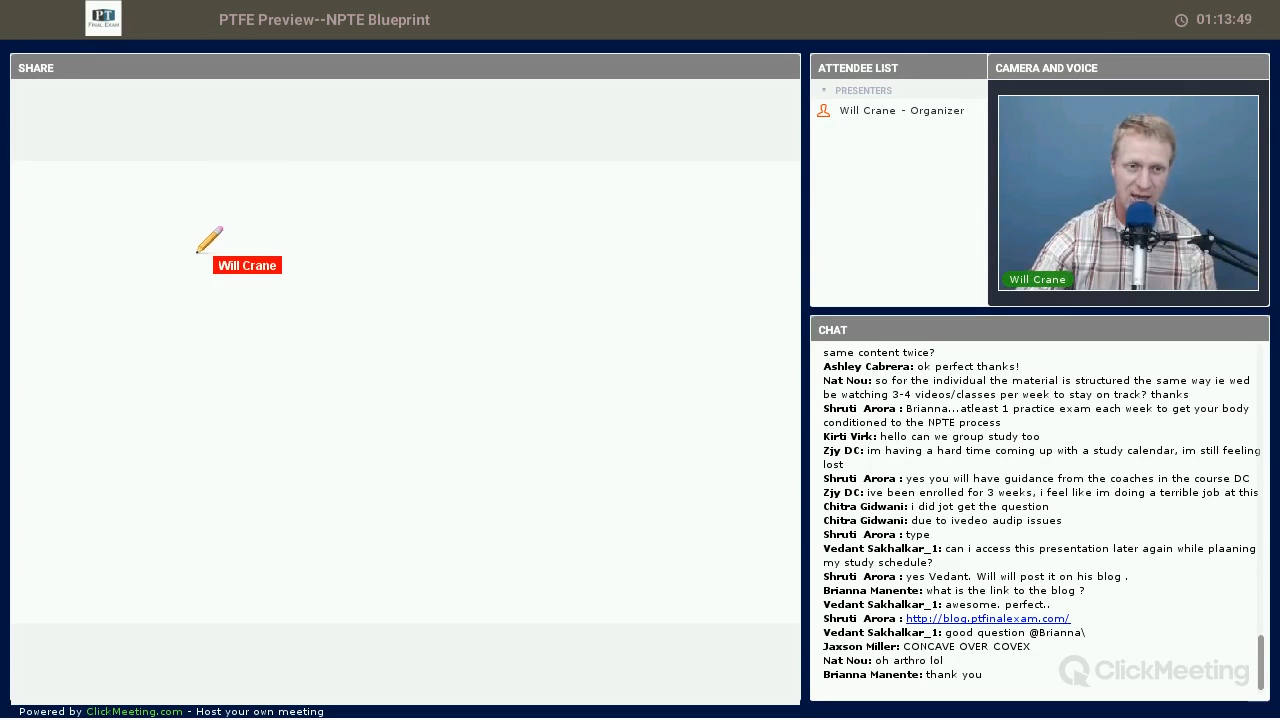 PT
FINAL EXAM
PTFE Preview--NPTE Blueprint
01:13:49
SHARE
Will Crane
ATTENDEE LIST
PRESENTERS
Will Crane - Organizer
CAMERA AND VOICE
Will Crane
CHAT
same content twice?
Ashley Cabrera: ok perfect thanks!
Nat Nou: so for the individual the material is structured the same way ie wed
be watching 3-4 videos/classes per week to stay on track? thanks
Shruti Arora : Brianna...atleast 1 practice exam each week to get your body
conditioned to the NPTE process
Kirti Virk: hello can we group study too
Zjy DC: im having a hard time coming up with a study calendar, im still feeling
lost
Shruti Arora : yes you will have guidance from the coaches in the course DC
Zjy DC: ive been enrolled for 3 weeks, i feel like im doing a terrible job at this
Chitra Gidwani: i did jot get the question
Chitra Gidwani: due to ivedeo audip issues
Shruti Arora : type
Vedant Sakhalkar_1: can i access this presentation later again while plaaning
my study schedule?
Shruti Arora : yes Vedant. Will will post it on his blog .
Brianna Manente: what is the link to the blog ?
Vedant Sakhalkar_1: awesome. perfect..
Shruti Arora : http://blog.ptfinalexam.com/
Vedant Sakhalkar_1: good question @Brianna\
Jaxson Miller: CONCAVE OVER COVEX
Nat Nou: oh arthro lol
Brianna Manente: thank you
ClickMeeting
Powered by ClickMeeting.com - Host your own meeting